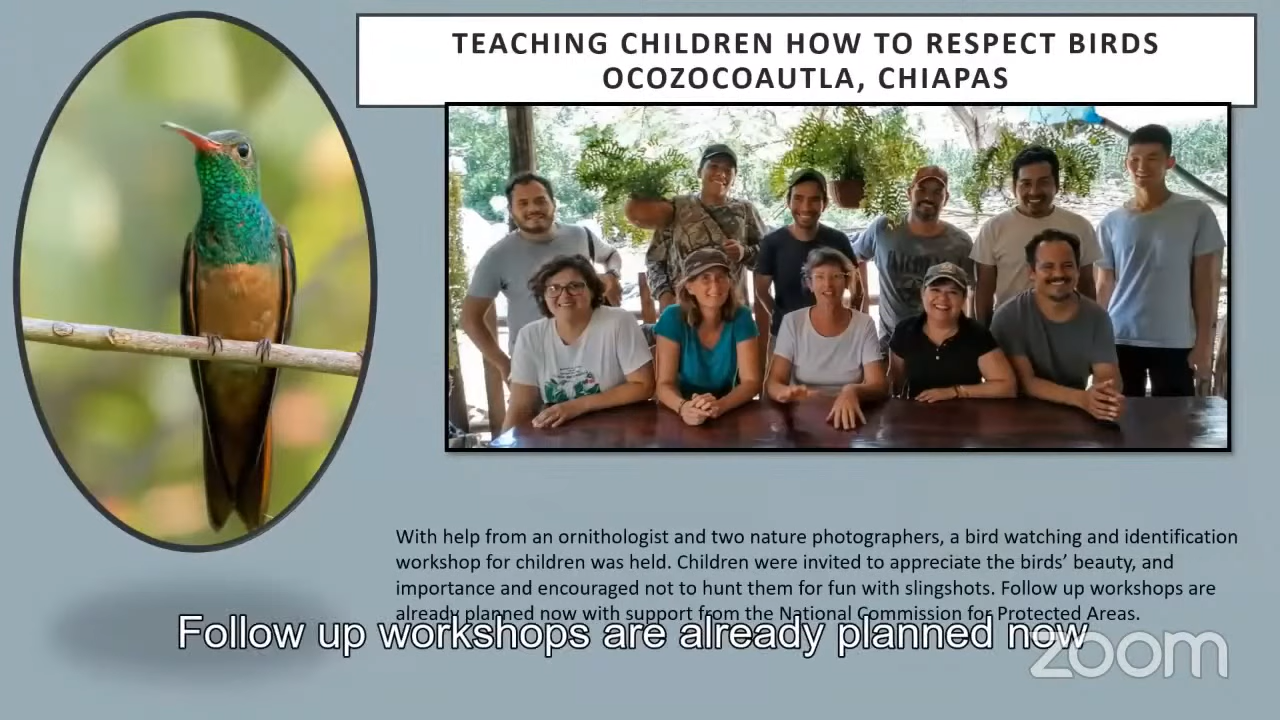 TEACHING CHILDREN HOW TO RESPECT BIRDS
OCOZOCOAUTLA, CHIAPAS
With help from an ornithologist and two nature photographers, a bird watching and identification
workshop for children was held. Children were invited to appreciate the birds’ beauty, and
importance and encouraged not to hunt them for fun with slingshots. Follow up workshops are
already planned now with support from the National Commission for Protected Areas.
Follow up workshops are already planned now
zoom